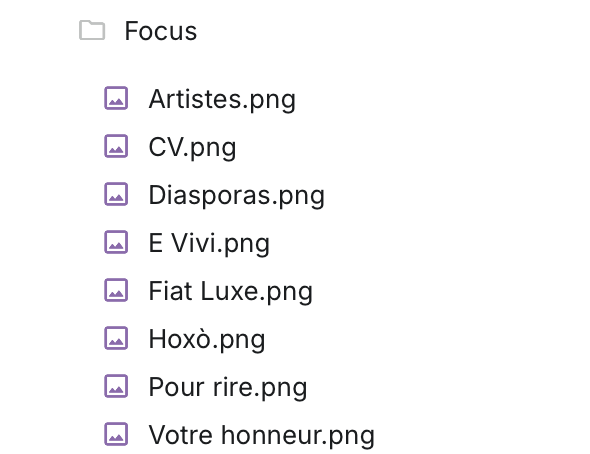 Focus
Artistes.png
CV.png
Diasporas.png
E Vivi.png
Fiat Luxe.png
Hoxò.png
Pour rire.png
Votre honneur.png